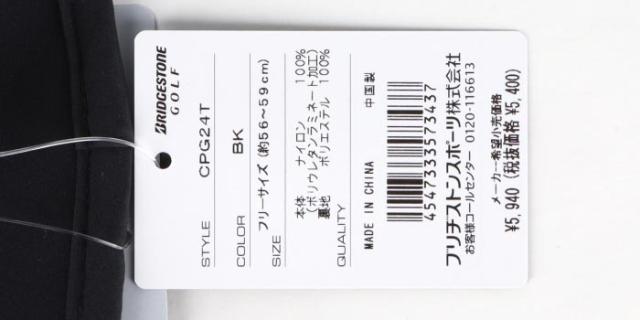 BRIDGESTONE
GOLF
STYLE CPG24T
COLOR BK
SIZE フリーサイズ(約56~59cm)
QUALITY
本体 ナイロン 100%
(ポリウレタンラミネート加工)
裏地 ポリエステル 100%
MADE IN CHINA 中国製
4547333573437
ブリヂストンスポーツ株式会社
お客様コールセンター 0120-116613
メーカー希望小売価格
¥5,940(税抜価格¥5,400)